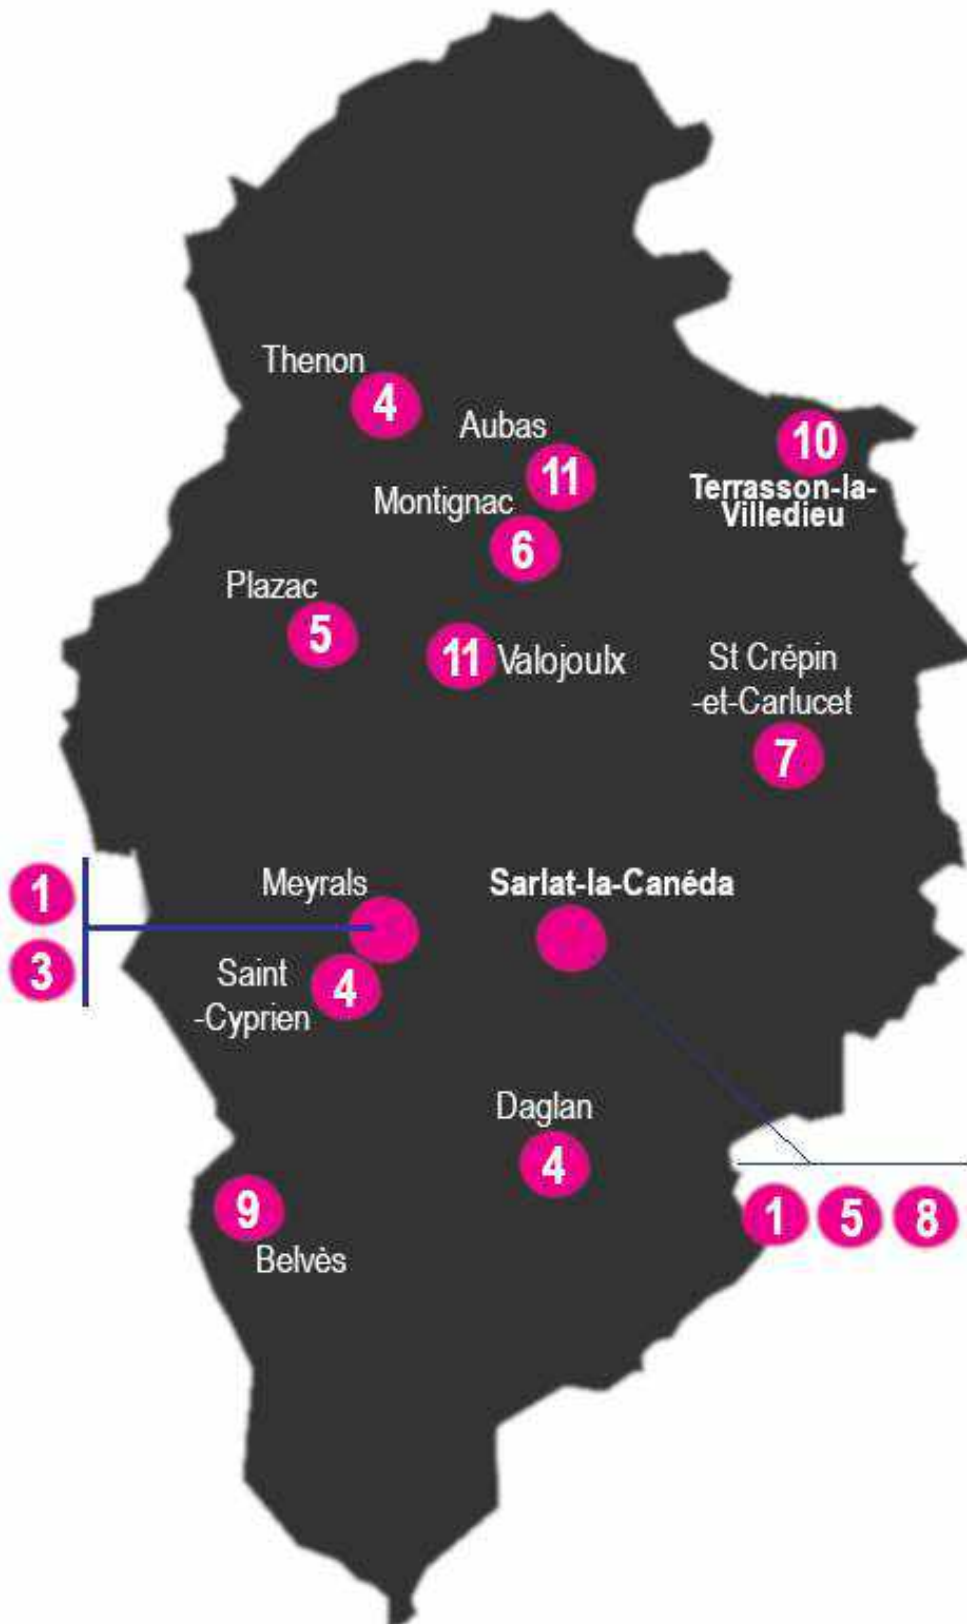 Thenon
4
Aubas
11
10
Terrasson-la-
Villedieu
Montignac
6
Plazac
5
11 Valojoulx
St Crépin
-et-Carlucet
7
1
3
Meyrals
Sarlat-la-Canéda
Saint
-Cyprien
4
Daglan
4
1 5 8
9
Belvès